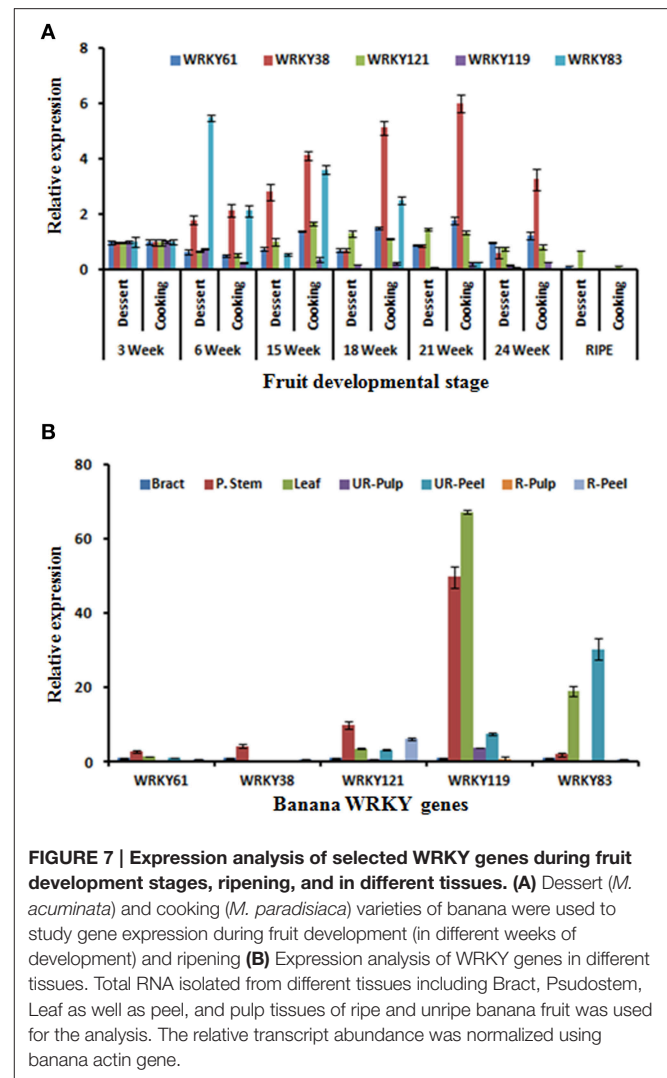 A
WRKY61 WRKY38 WRKY121 WRKY119 WRKY83
8
6
4
2
0
Relative expression
Dessert Cooking Dessert Cooking Dessert Cooking Dessert Cooking Dessert Cooking Dessert Cooking Dessert Cooking
3 Week 6 Week 15 Week 18 Week 21 Week 24 WeeK RIPE
Fruit developmental stage
B
80
Bract P. Stem Leaf UR-Pulp UR-Peel R-Pulp R-Peel
60
40
20
0
Relative expression
WRKY61 WRKY38 WRKY121 WRKY119 WRKY83
Banana WRKY genes
FIGURE 7 | Expression analysis of selected WRKY genes during fruit
development stages, ripening, and in different tissues. (A) Dessert (M.
acuminata) and cooking (M. paradisiaca) varieties of banana were used to
study gene expression during fruit development (in different weeks of
development) and ripening (B) Expression analysis of WRKY genes in different
tissues. Total RNA isolated from different tissues including Bract, Psudostem,
Leaf as well as peel, and pulp tissues of ripe and unripe banana fruit was used
for the analysis. The relative transcript abundance was normalized using
banana actin gene.